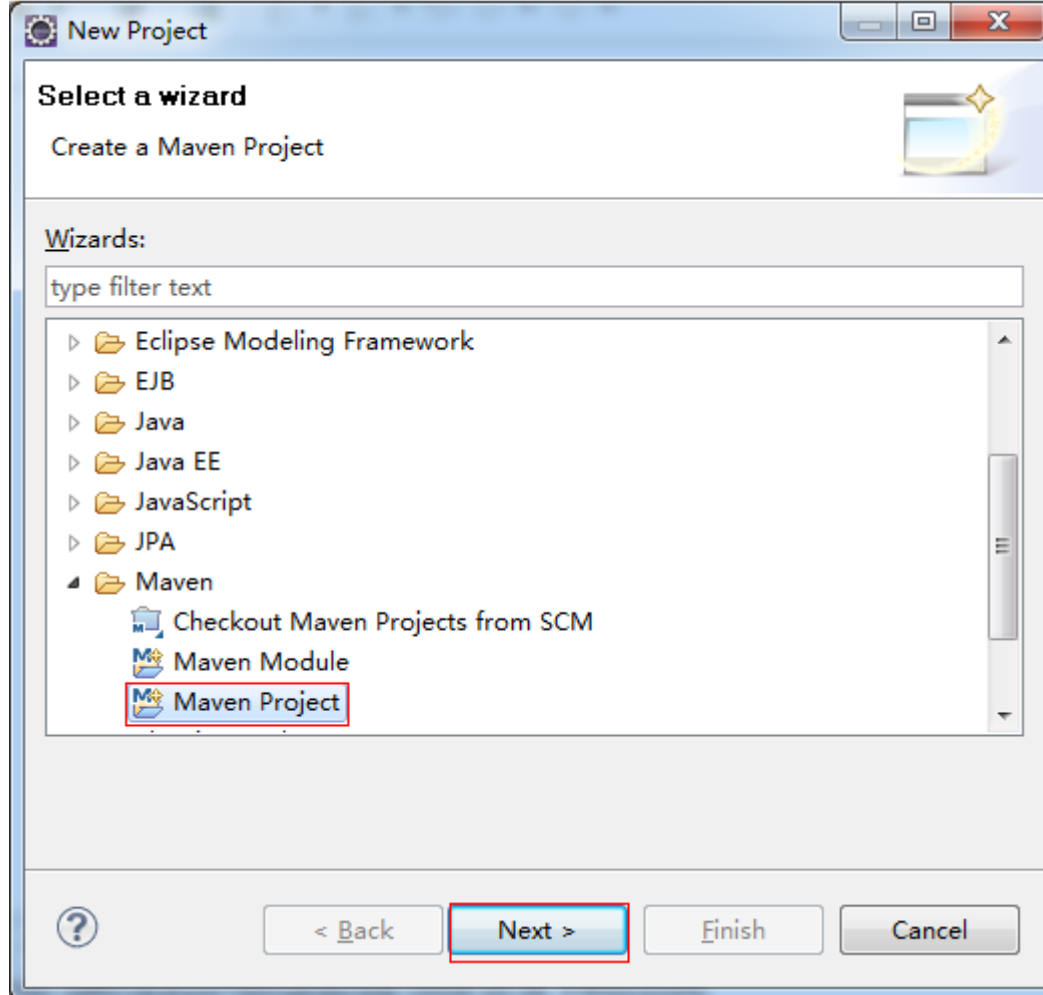 New Project
Select a wizard
Create a Maven Project
Wizards:
type filter text
Eclipse Modeling Framework
EJB
Java
Java EE
JavaScript
JPA
Maven
Checkout Maven Projects from SCM
Maven Module
Maven Project
< Back Next > Finish Cancel